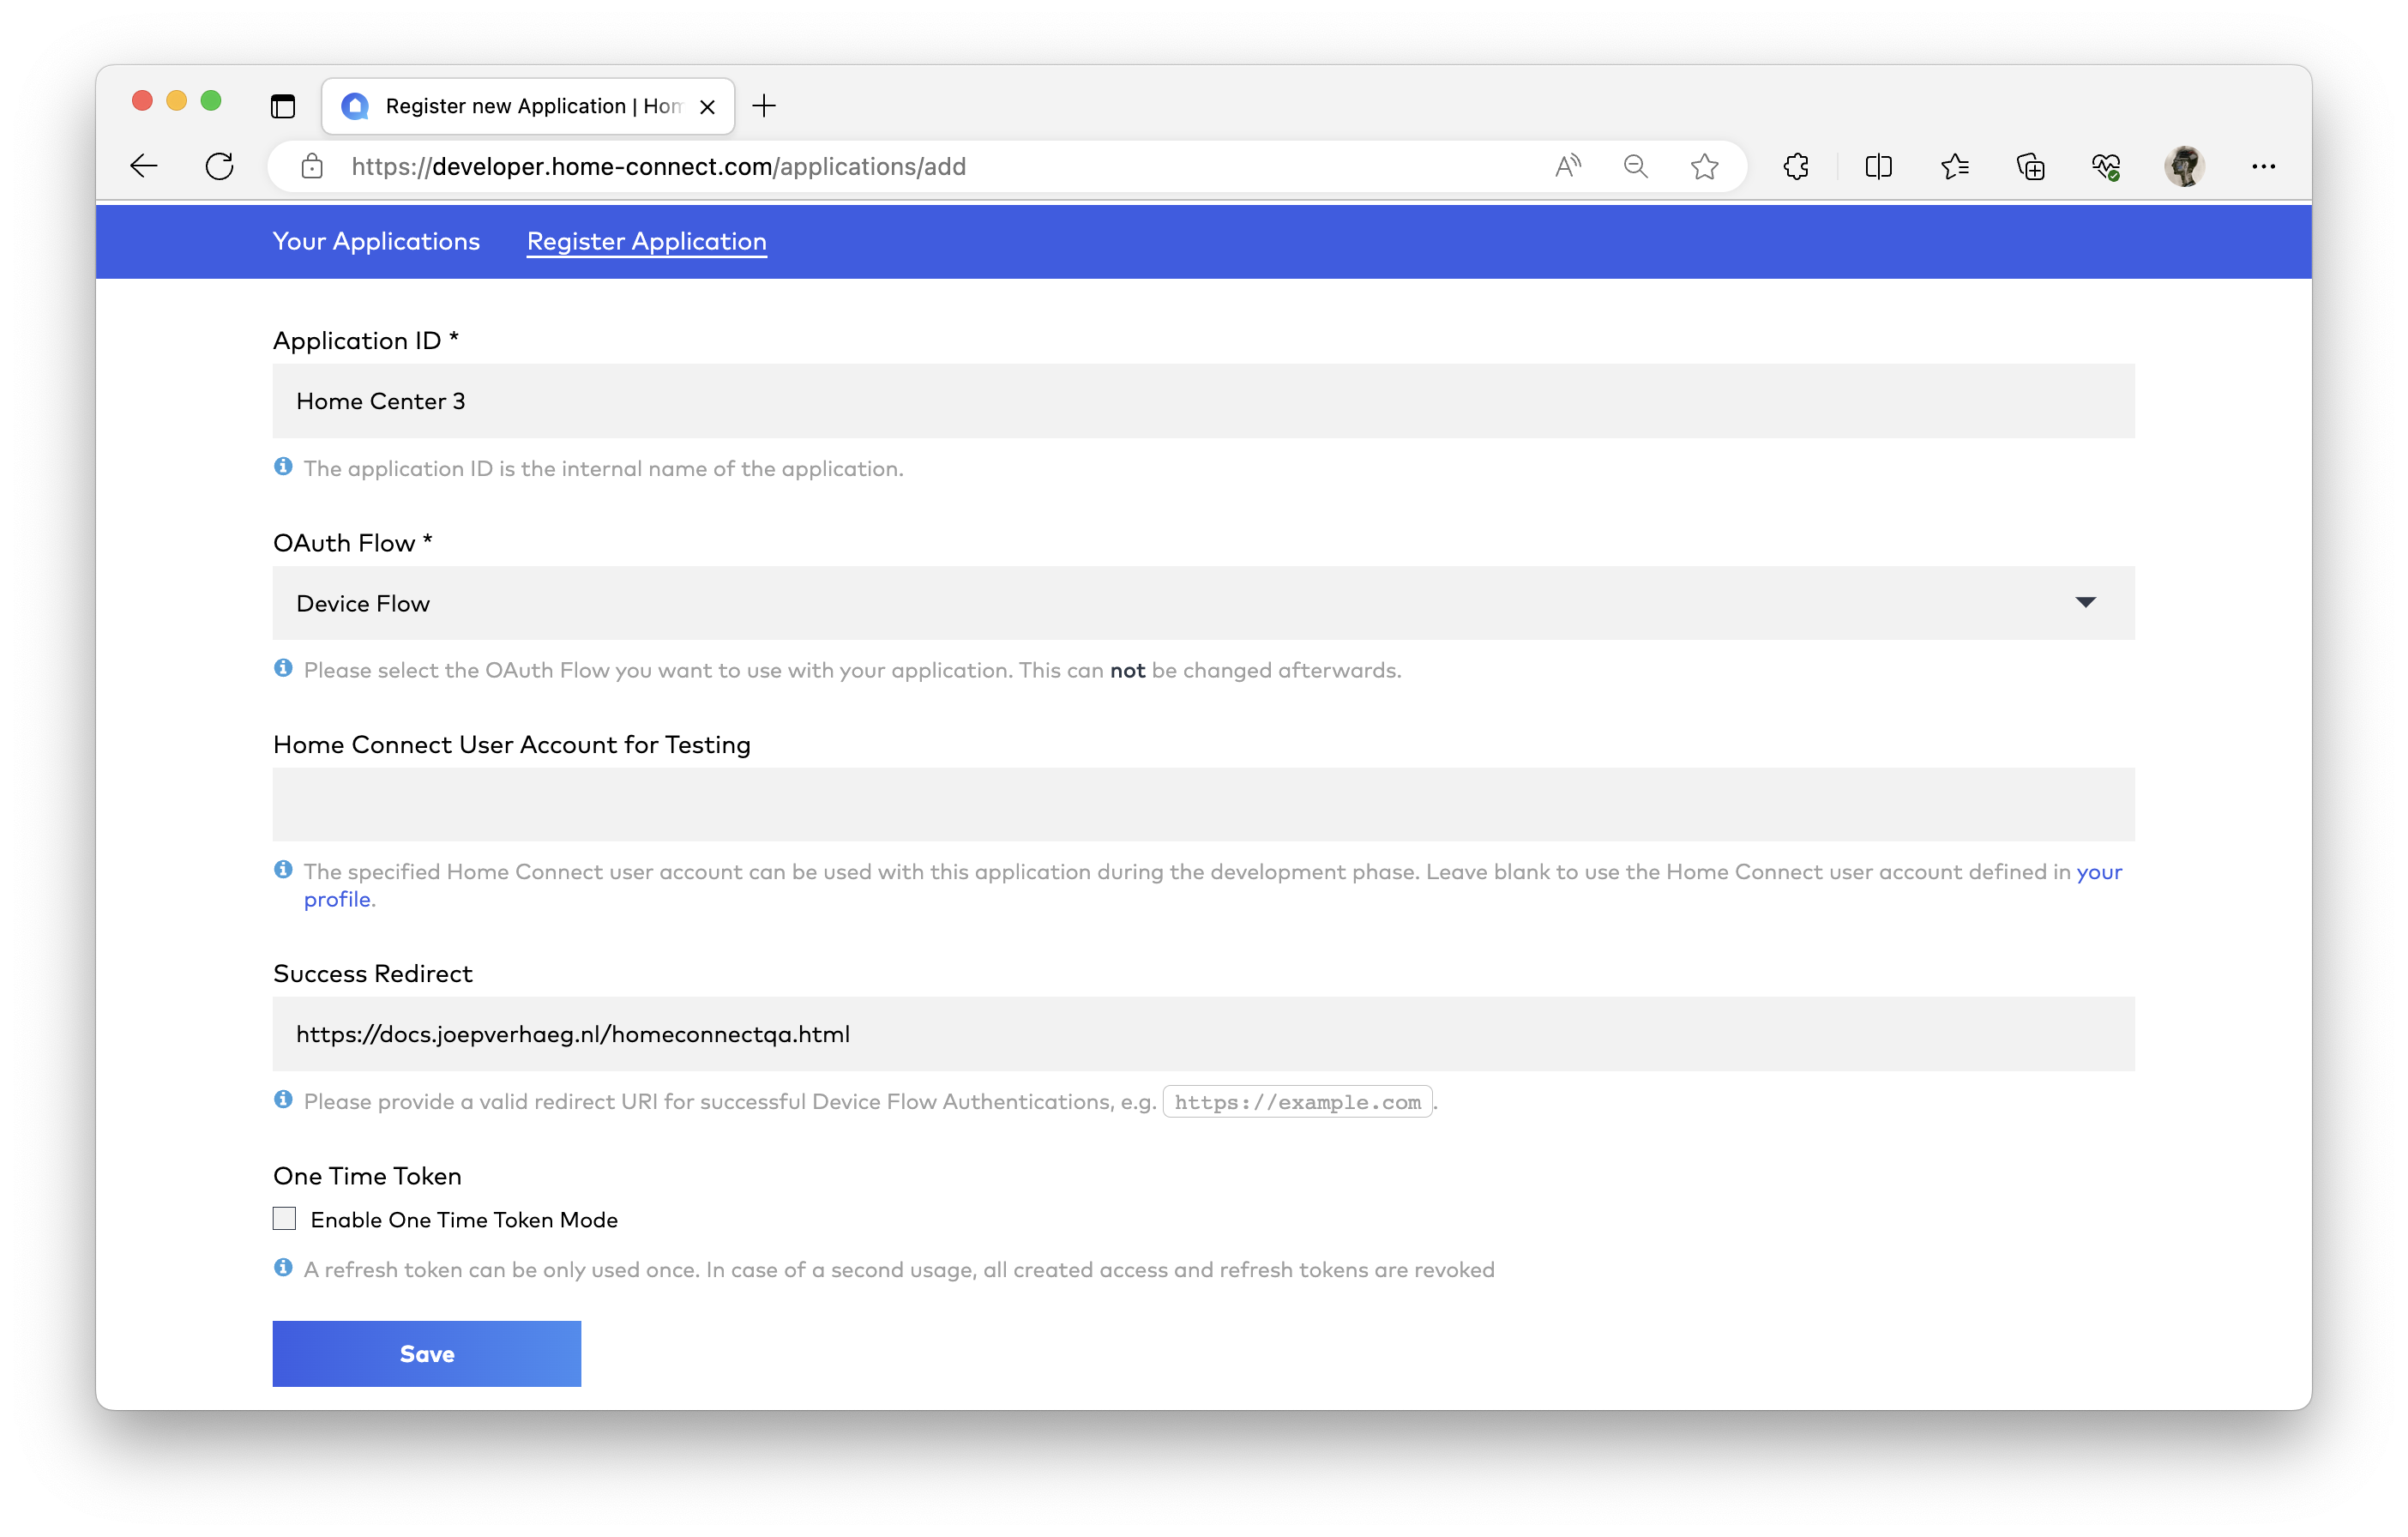 Register new Application | Hom
https://developer.home-connect.com/applications/add
Your Applications Register Application
Application ID *
Home Center 3
The application ID is the internal name of the application.
OAuth Flow *
Device Flow
Please select the OAuth Flow you want to use with your application. This can not be changed afterwards.
Home Connect User Account for Testing
The specified Home Connect user account can be used with this application during the development phase. Leave blank to use the Home Connect user account defined in your
profile.
Success Redirect
https://docs.joepverhaeg.nl/homeconnectqa.html
Please provide a valid redirect URI for successful Device Flow Authentications, e.g. https://example.com.
One Time Token
Enable One Time Token Mode
A refresh token can be only used once. In case of a second usage, all created access and refresh tokens are revoked
Save